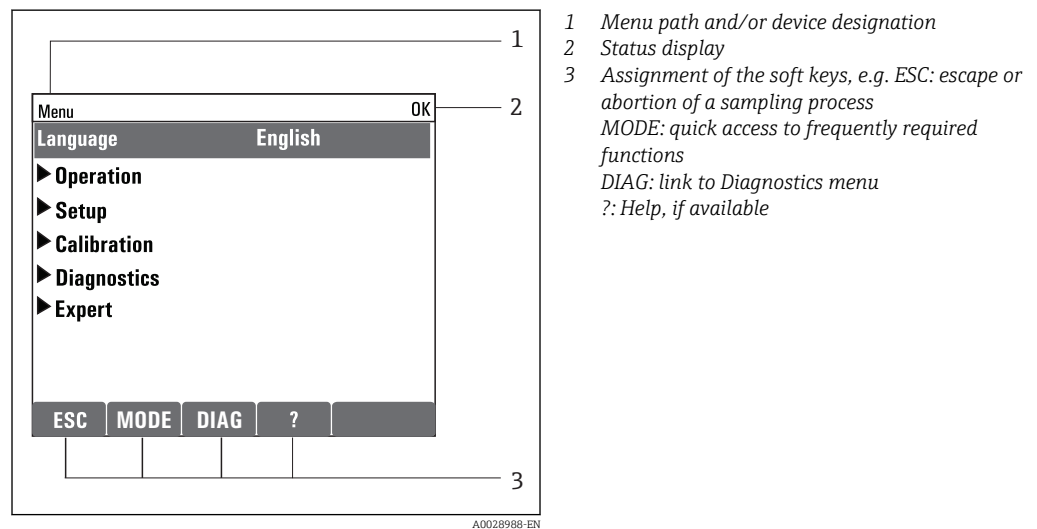 1
Menu OK
2
Language English
Operation
Setup
Calibration
Diagnostics
Expert
ESC MODE DIAG ?
3
A0028988-EN
1 Menu path and/or device designation
2 Status display
3 Assignment of the soft keys, e.g. ESC: escape or
abortion of a sampling process
MODE: quick access to frequently required
functions
DIAG: link to Diagnostics menu
?: Help, if available